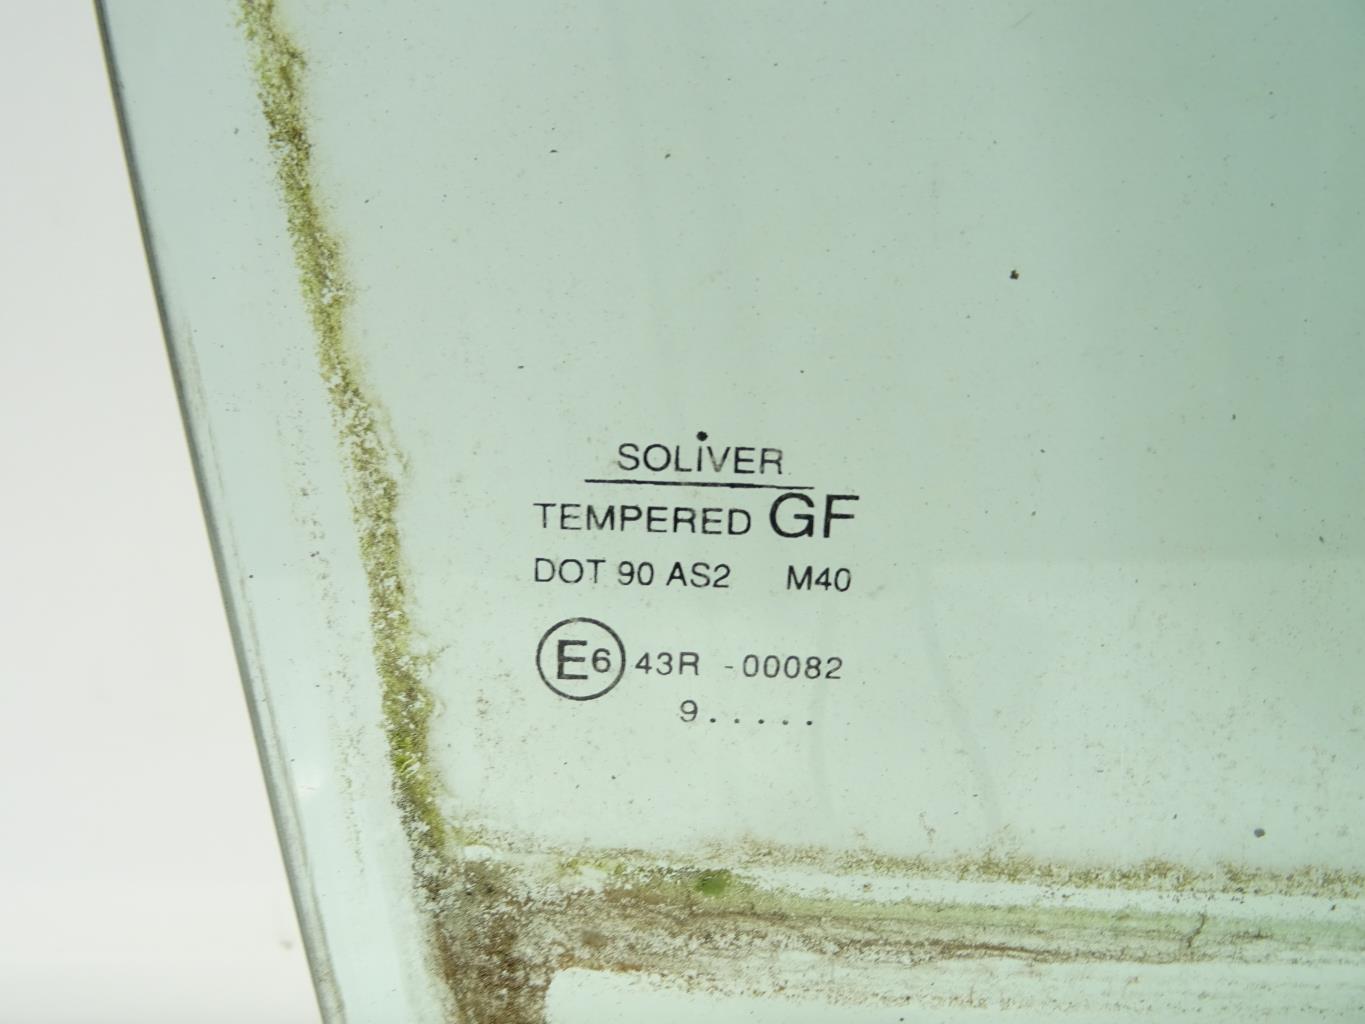 SOLiVER
TEMPERED GF
DOT 90 AS2 M40
E6 43R -00082
9.....